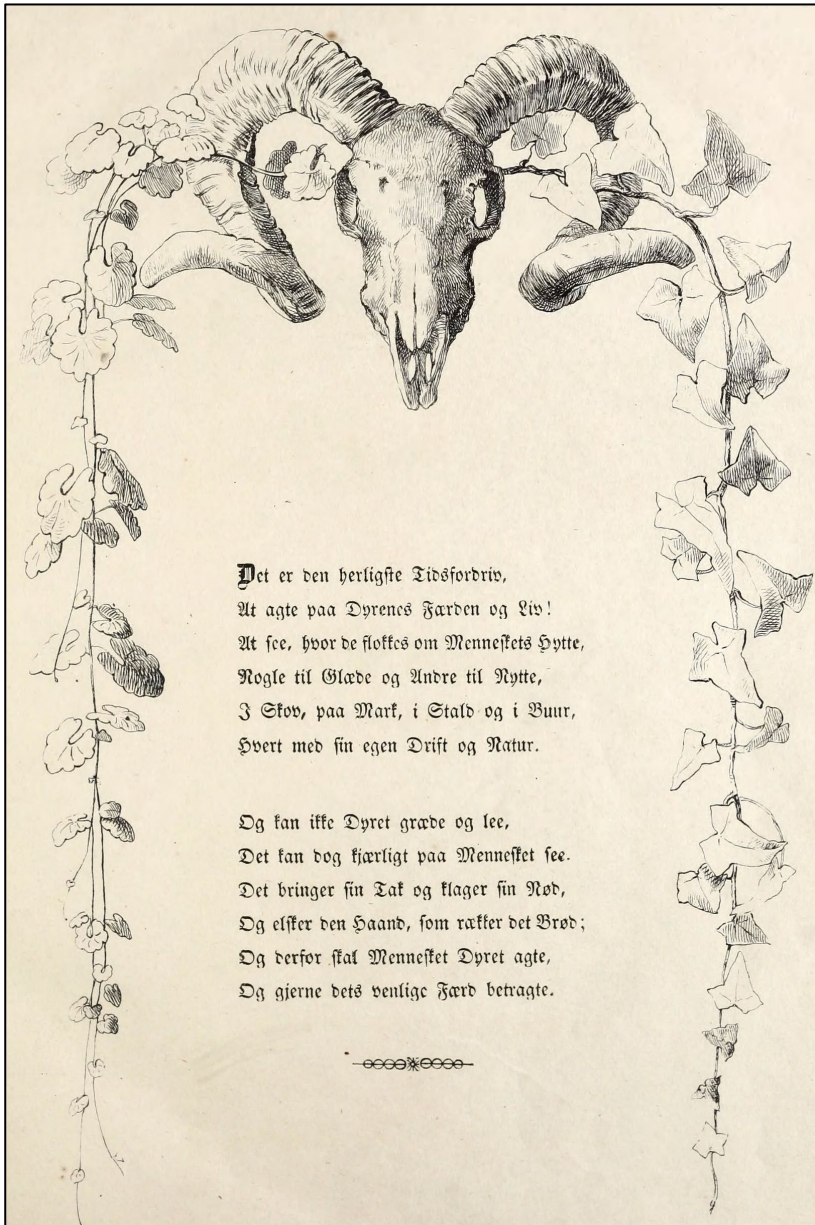 Det er den herligste Tidsfordriv,
At agte paa Dyrenes Færden og Liv!
At see, hvor de flokkes om Menneskets Hytte,
Nogle til Glæde og Andre til Nytte,
I Skov, paa Mark, i Stald og i Buur,
Hvert med sin egen Drift og Natur.
Og kan ikke Dyret græde og lee,
Det kan dog kjærligt paa Mennesket see.
Det bringer sin Tak og klager sin Nød,
Og elsker den Haand, som rækker det Brød;
Og derfor skal Mennesket Dyret agte,
Og gjerne dets venlige Færd betragte.